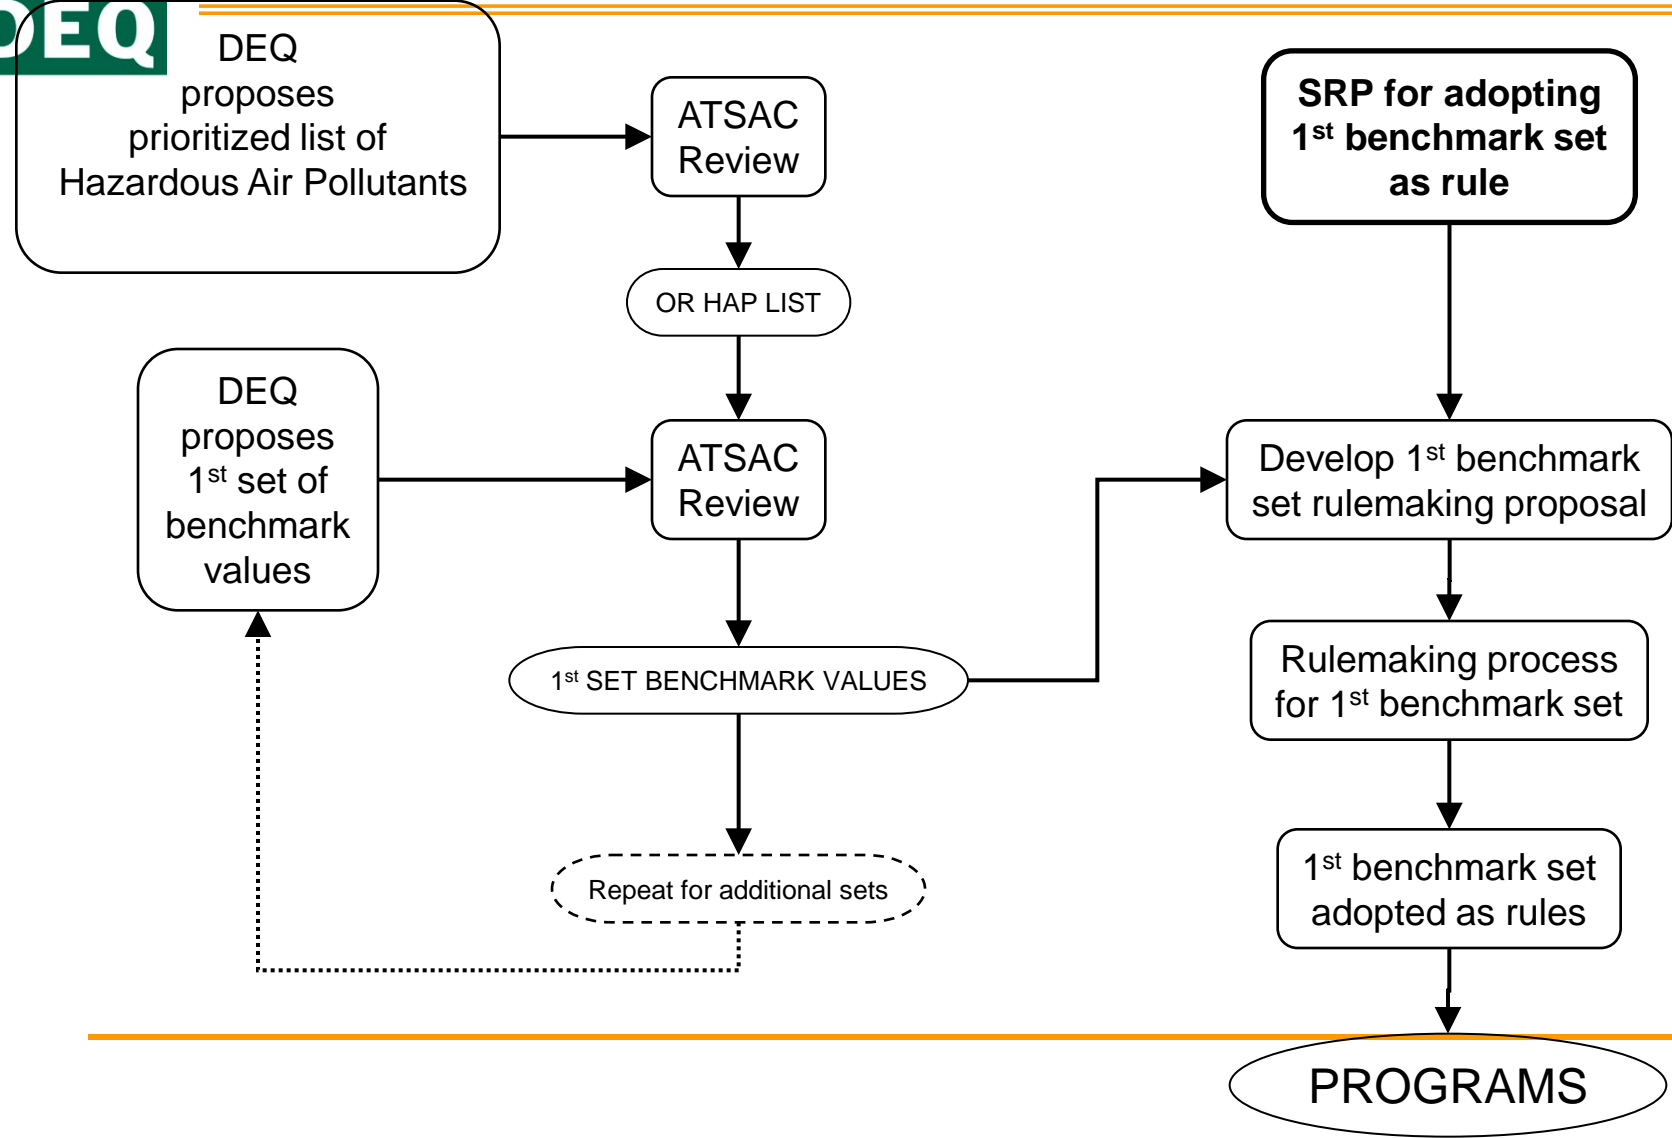 DEQ
DEQ
proposes
prioritized list of
Hazardous Air Pollutants
ATSAC
Review
OR HAP LIST
DEQ
proposes
1st set of
benchmark
values
ATSAC
Review
1st SET BENCHMARK VALUES
Repeat for additional sets
SRP for adopting
1st benchmark set
as rule
Develop 1st benchmark
set rulemaking proposal
Rulemaking process
for 1st benchmark set
1st benchmark set
adopted as rules
PROGRAMS